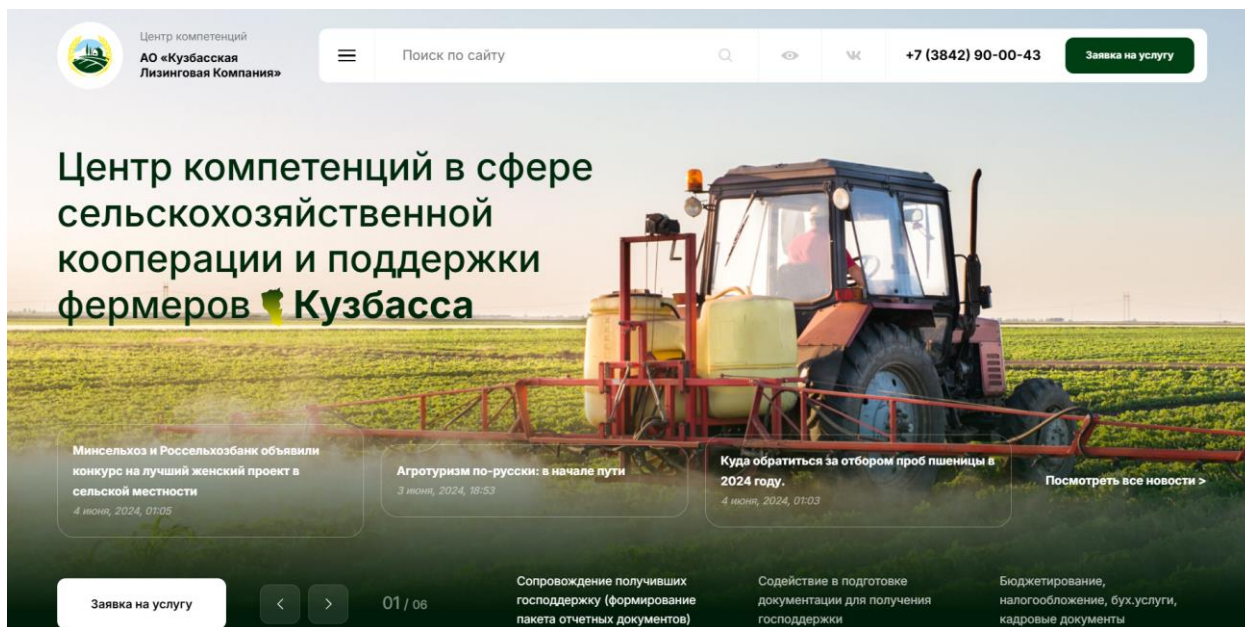 Центр компетенций
АО «Кузбасская
Лизинговая Компания»
Поиск по сайту
+7 (3842) 90-00-43
Заявка на услугу
Центр компетенций в сфере
сельскохозяйственной
кооперации и поддержки
фермеров Кузбасса
Минсельхоз и Россельхозбанк объявили
конкурс на лучший женский проект в
сельской местности
4 июня, 2024, 01:05
Агротуризм по-русски: в начале пути
3 июня, 2024, 18:53
Куда обратиться за отбором проб пшеницы в
2024 году.
4 июня, 2024, 01:03
Посмотреть все новости >
Заявка на услугу
< >
01 / 06
Сопровождение получивших
господдержку (формирование
пакета отчетных документов)
Содействие в подготовке
документации для получения
господдержки
Бюджетирование,
налогообложение, бух.услуги,
кадровые документы